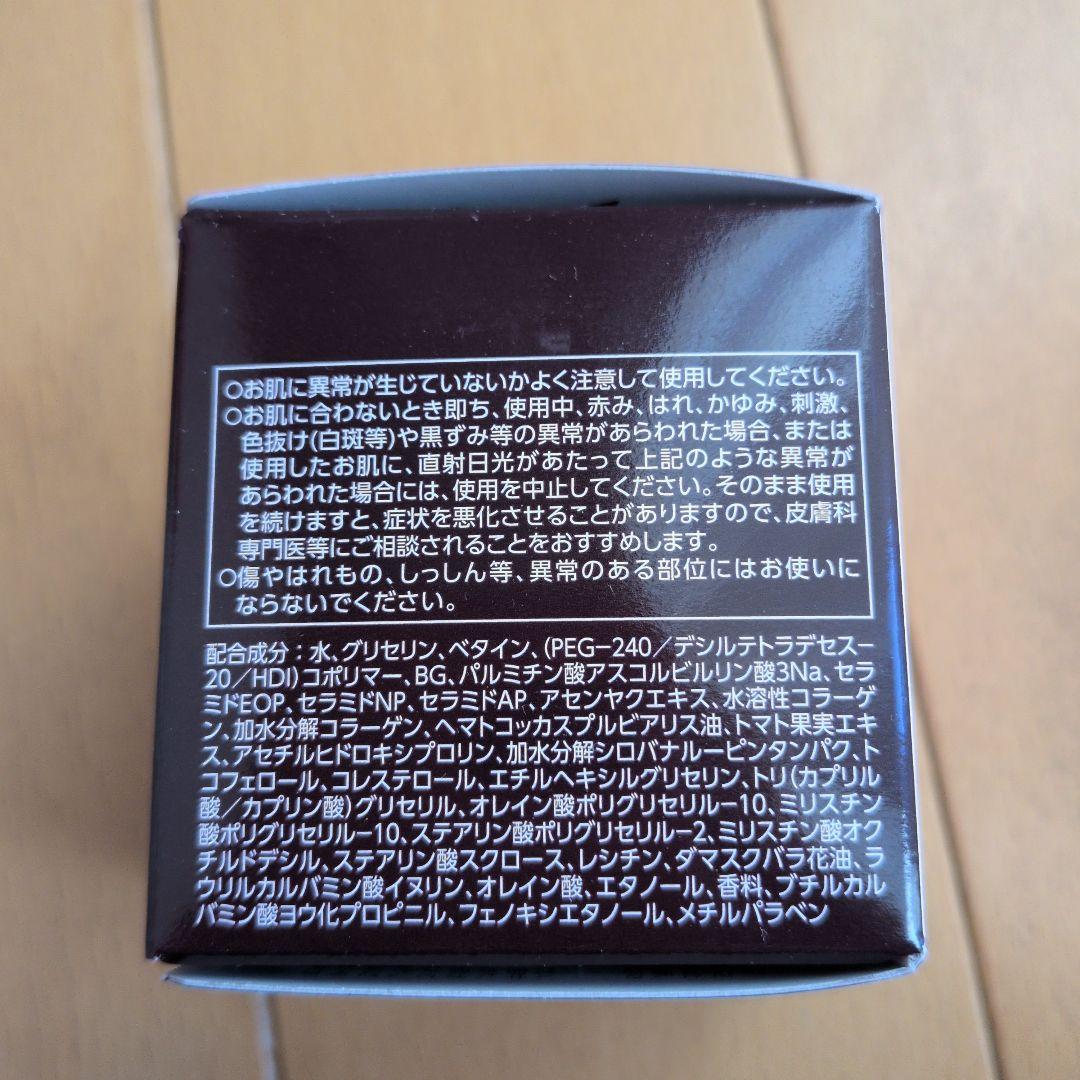 ○お肌に異常が生じていないかよく注意して使用してください。
○お肌に合わないとき即ち、使用中、赤み、はれ、かゆみ、刺激、
色抜け(白斑等)や黒ずみ等の異常があらわれた場合、または
使用したお肌に、直射日光があたって上記のような異常が
あらわれた場合には、使用を中止してください。そのまま使用
を続けますと、症状を悪化させることがありますので、皮膚科
専門医等にご相談されることをおすすめします。
○傷やはれもの、しっしん等、異常のある部位にはお使いに
ならないでください。
配合成分：水、グリセリン、ベタイン、(PEG−240／デシルテトラデセス−
20／HDI)コポリマー、BG、パルミチン酸アスコルビルリン酸3Na、セラ
ミドEOP、セラミドNP、セラミドAP、アセンヤクエキス、水溶性コラーゲ
ン、加水分解コラーゲン、ヘマトコッカスプルビアリス油、トマト果実エキ
ス、アセチルヒドロキシプロリン、加水分解シロバナルーピンタンパク、ト
コフェロール、コレステロール、エチルヘキシルグリセリン、トリ(カプリル
酸／カプリン酸)グリセリル、オレイン酸ポリグリセリル−10、ミリスチン
酸ポリグリセリル−10、ステアリン酸ポリグリセリル−2、ミリスチン酸オク
チルドデシル、ステアリン酸スクロース、レシチン、ダマスクバラ花油、ラ
ウリルカルバミン酸イヌリン、オレイン酸、エタノール、香料、ブチルカル
バミン酸ヨウ化プロピニル、フェノキシエタノール、メチルパラベン